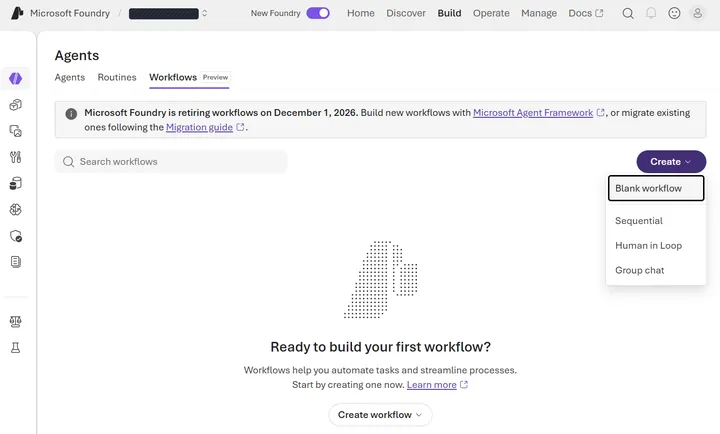 Microsoft Foundry /
New Foundry
Home Discover Build Operate Manage Docs
Agents
Agents Routines Workflows Preview
Microsoft Foundry is retiring workflows on December 1, 2026. Build new workflows with Microsoft Agent Framework, or migrate existing
ones following the Migration guide.
Search workflows
Create
Blank workflow
Sequential
Human in Loop
Group chat
Ready to build your first workflow?
Workflows help you automate tasks and streamline processes.
Start by creating one now. Learn more
Create workflow